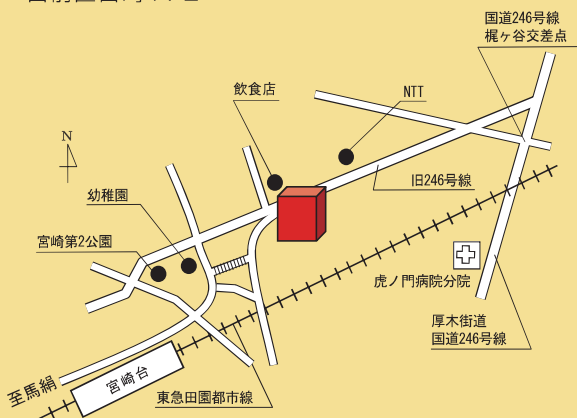 国道246号線
梶ヶ谷交差点
飲食店
NTT
N
旧246号線
幼稚園
宮崎第2公園
虎ノ門病院分院
厚木街道
国道246号線
宮崎台
至馬絹
東急田園都市線